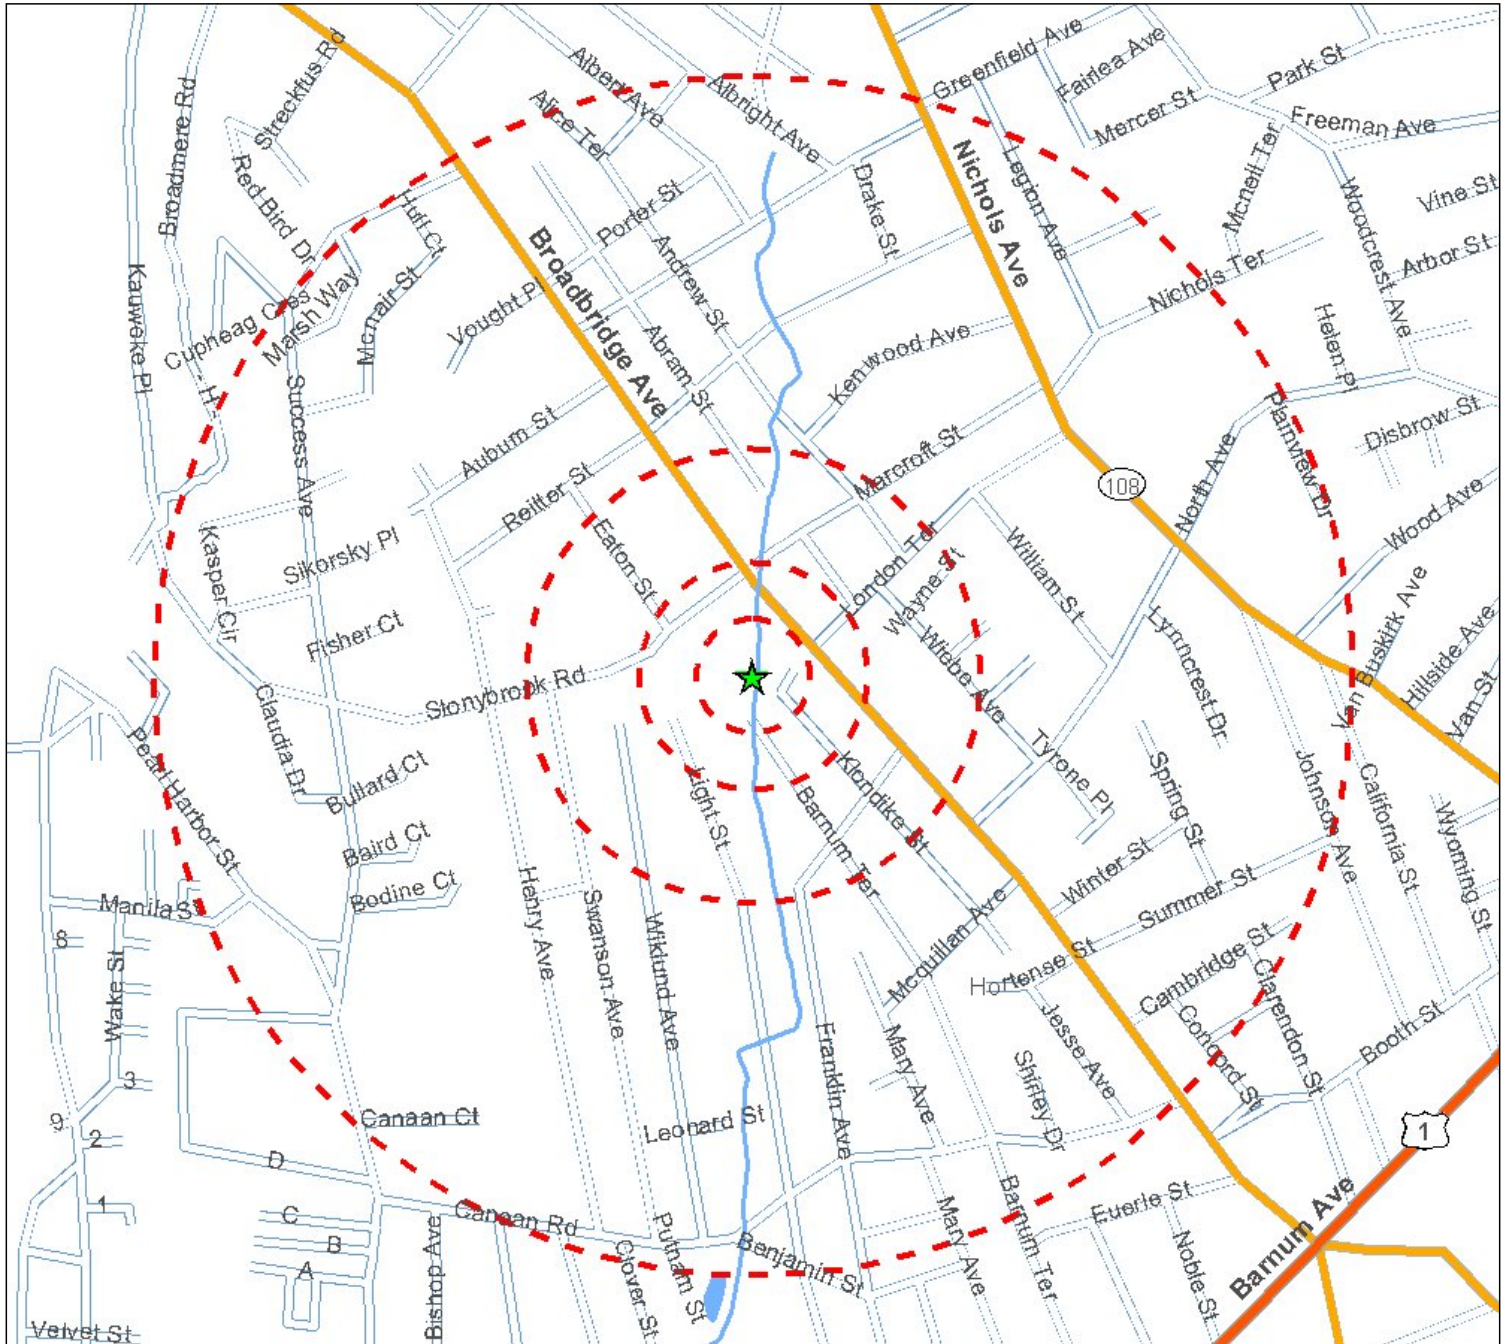 Streckfus Rd
Albert Ave
Albright Ave
Greenfield Ave
Fairlea Ave
Park St
Broadmere Rd
Alice Ter
Mercer St
Freeman Ave
Red Bird Dr
Huff Ct
Porter St
Drake St
Nichols Ave
Legion Ave
Mcneil Ter
Woodcrest Ave
Vine St
Kaweske Pl
Cupheag Cres
Marsh Way
Mcnair St
Vought Pl
Broadbridge Ave
Andrew St
Nichols Ter
Arbor St
Abram St
Kenwood Ave
Helen Pl
H
Success Ave
Auburn St
Marcroft St
Plainview Dr
Disbrow St
Reitter St
108
North Ave
Wood Ave
Kasper Cir
Sikorsky Pl
Eaton St
London Ter
William St
Fisher Ct
Wayne St
Lynncrest Dr
Van Buskirk Ave
Hillside Ave
Claudia Dr
Stonybrook Rd
Wiebe Ave
Van St
Pearl Harbor St
Bullard Ct
Light St
Klondike St
Tyrone Pl
Spring St
Johnson Ave
California St
Wyoming St
Baird Ct
Barnum Ter
Winter St
Manila St
Bodine Ct
Henry Ave
Swanson Ave
Wiklund Ave
Mcquillan Ave
Summer St
8
Wake St
Hortense St
Cambridge St
Clarendon St
Franklin Ave
Mary Ave
Jesse Ave
Concord St
Booth St
3
Shirley Dr
9
2
Canaan Ct
Leonard St
1
D
1
C
Canaan Rd
Putnam St
Barnum Ter
Euerle St
Barnum Ave
B
Bishop Ave
Clover St
Benjamin St
Mary Ave
Noble St
A
Velvet St